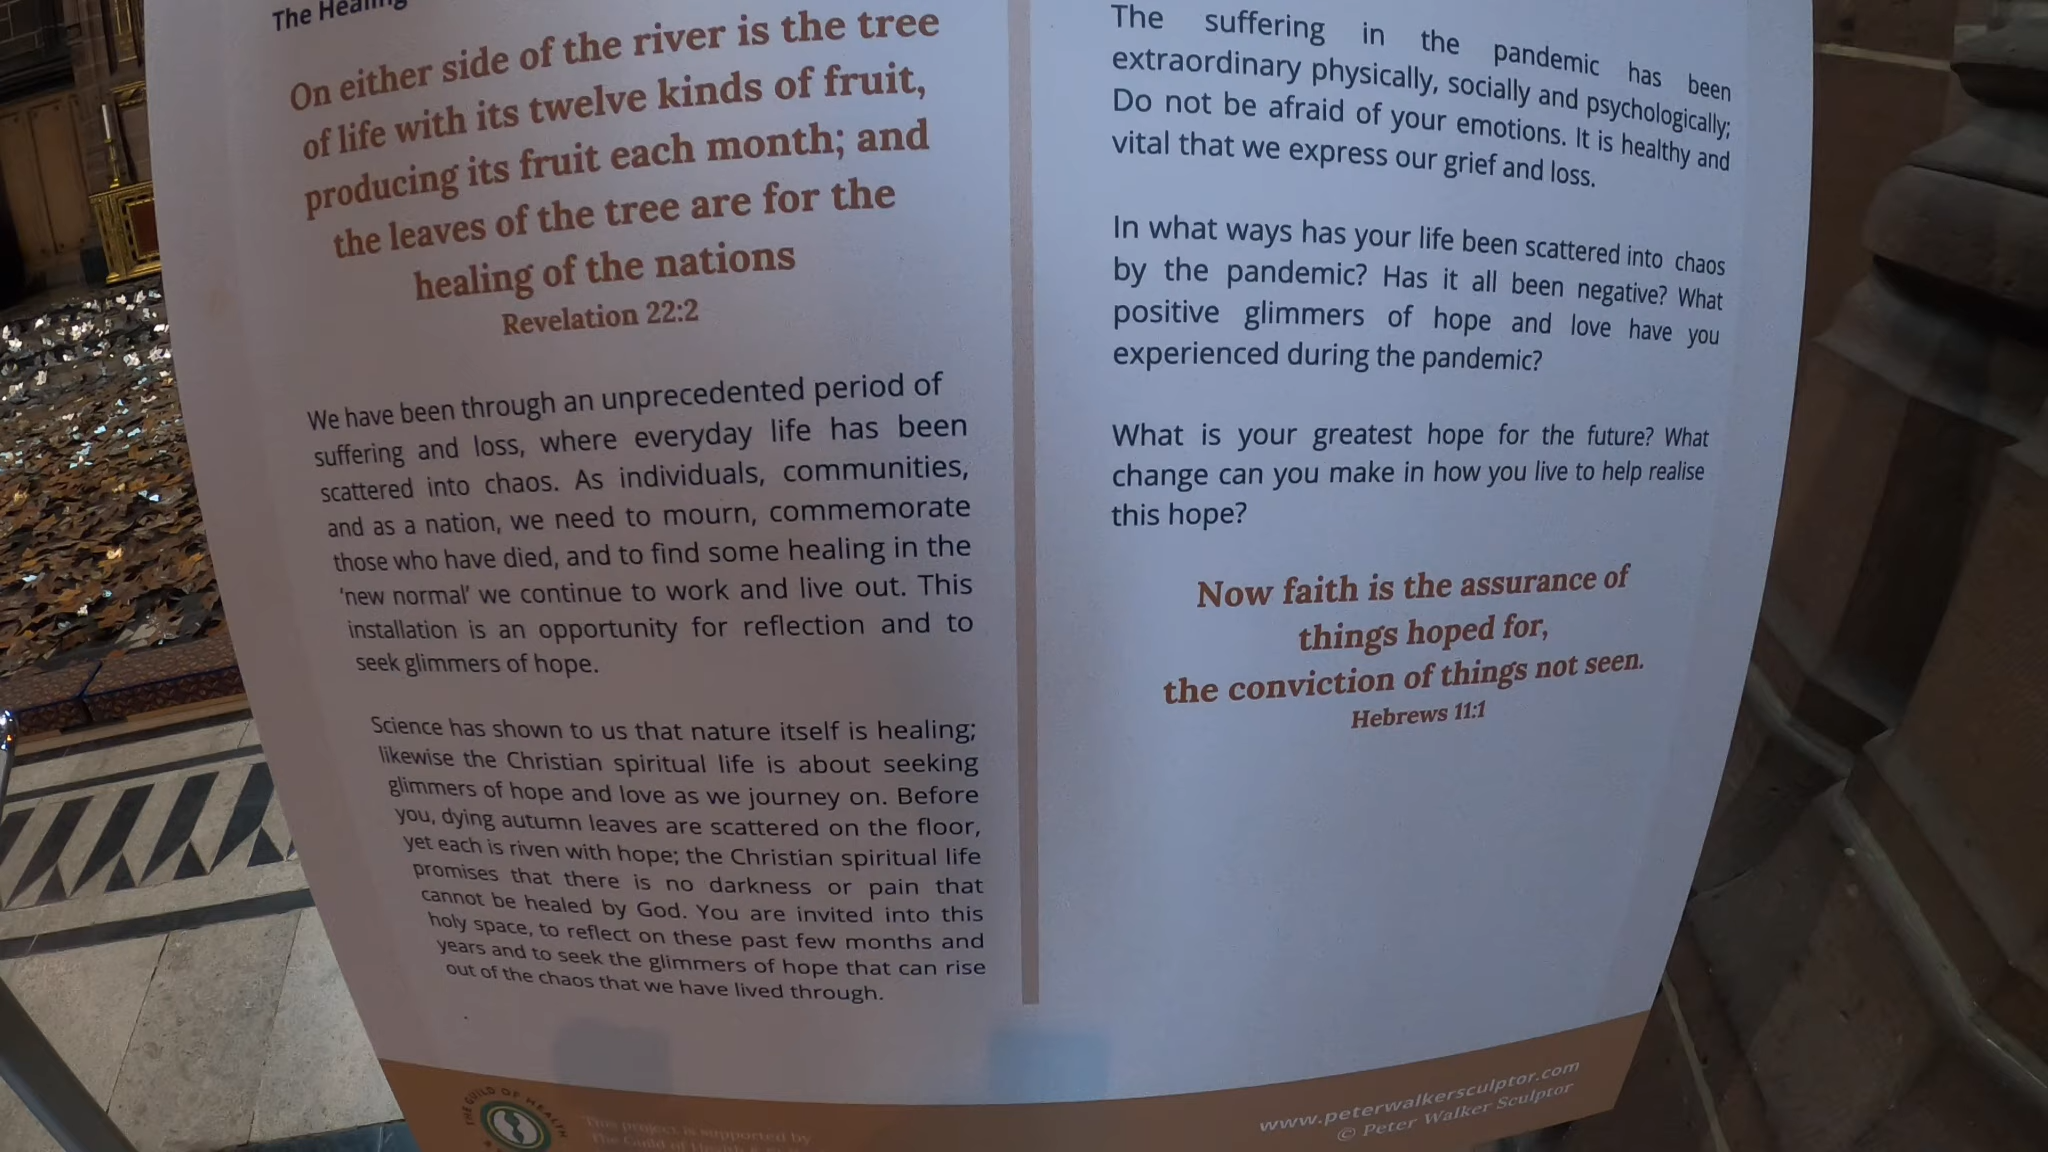 The Healing
On either side of the river is the tree
of life with its twelve kinds of fruit,
producing its fruit each month; and
the leaves of the tree are for the
healing of the nations
Revelation 22:2
We have been through an unprecedented period of
suffering and loss, where everyday life has been
scattered into chaos. As individuals, communities,
and as a nation, we need to mourn, commemorate
those who have died, and to find some healing in the
‘new normal’ we continue to work and live out. This
installation is an opportunity for reflection and to
seek glimmers of hope.
Science has shown to us that nature itself is healing;
likewise the Christian spiritual life is about seeking
glimmers of hope and love as we journey on. Before
you, dying autumn leaves are scattered on the floor,
yet each is riven with hope; the Christian spiritual life
promises that there is no darkness or pain that
cannot be healed by God. You are invited into this
holy space, to reflect on these past few months and
years and to seek the glimmers of hope that can rise
out of the chaos that we have lived through.
The suffering in the pandemic has been
extraordinary physically, socially and psychologically;
Do not be afraid of your emotions. It is healthy and
vital that we express our grief and loss.
In what ways has your life been scattered into chaos
by the pandemic? Has it all been negative? What
positive glimmers of hope and love have you
experienced during the pandemic?
What is your greatest hope for the future? What
change can you make in how you live to help realise
this hope?
Now faith is the assurance of
things hoped for,
the conviction of things not seen.
Hebrews 11:1
THE GUILD OF HEALTH
This project is supported by
The Guild of Health
www.peterwalkersculptor.com
© Peter Walker Sculptor